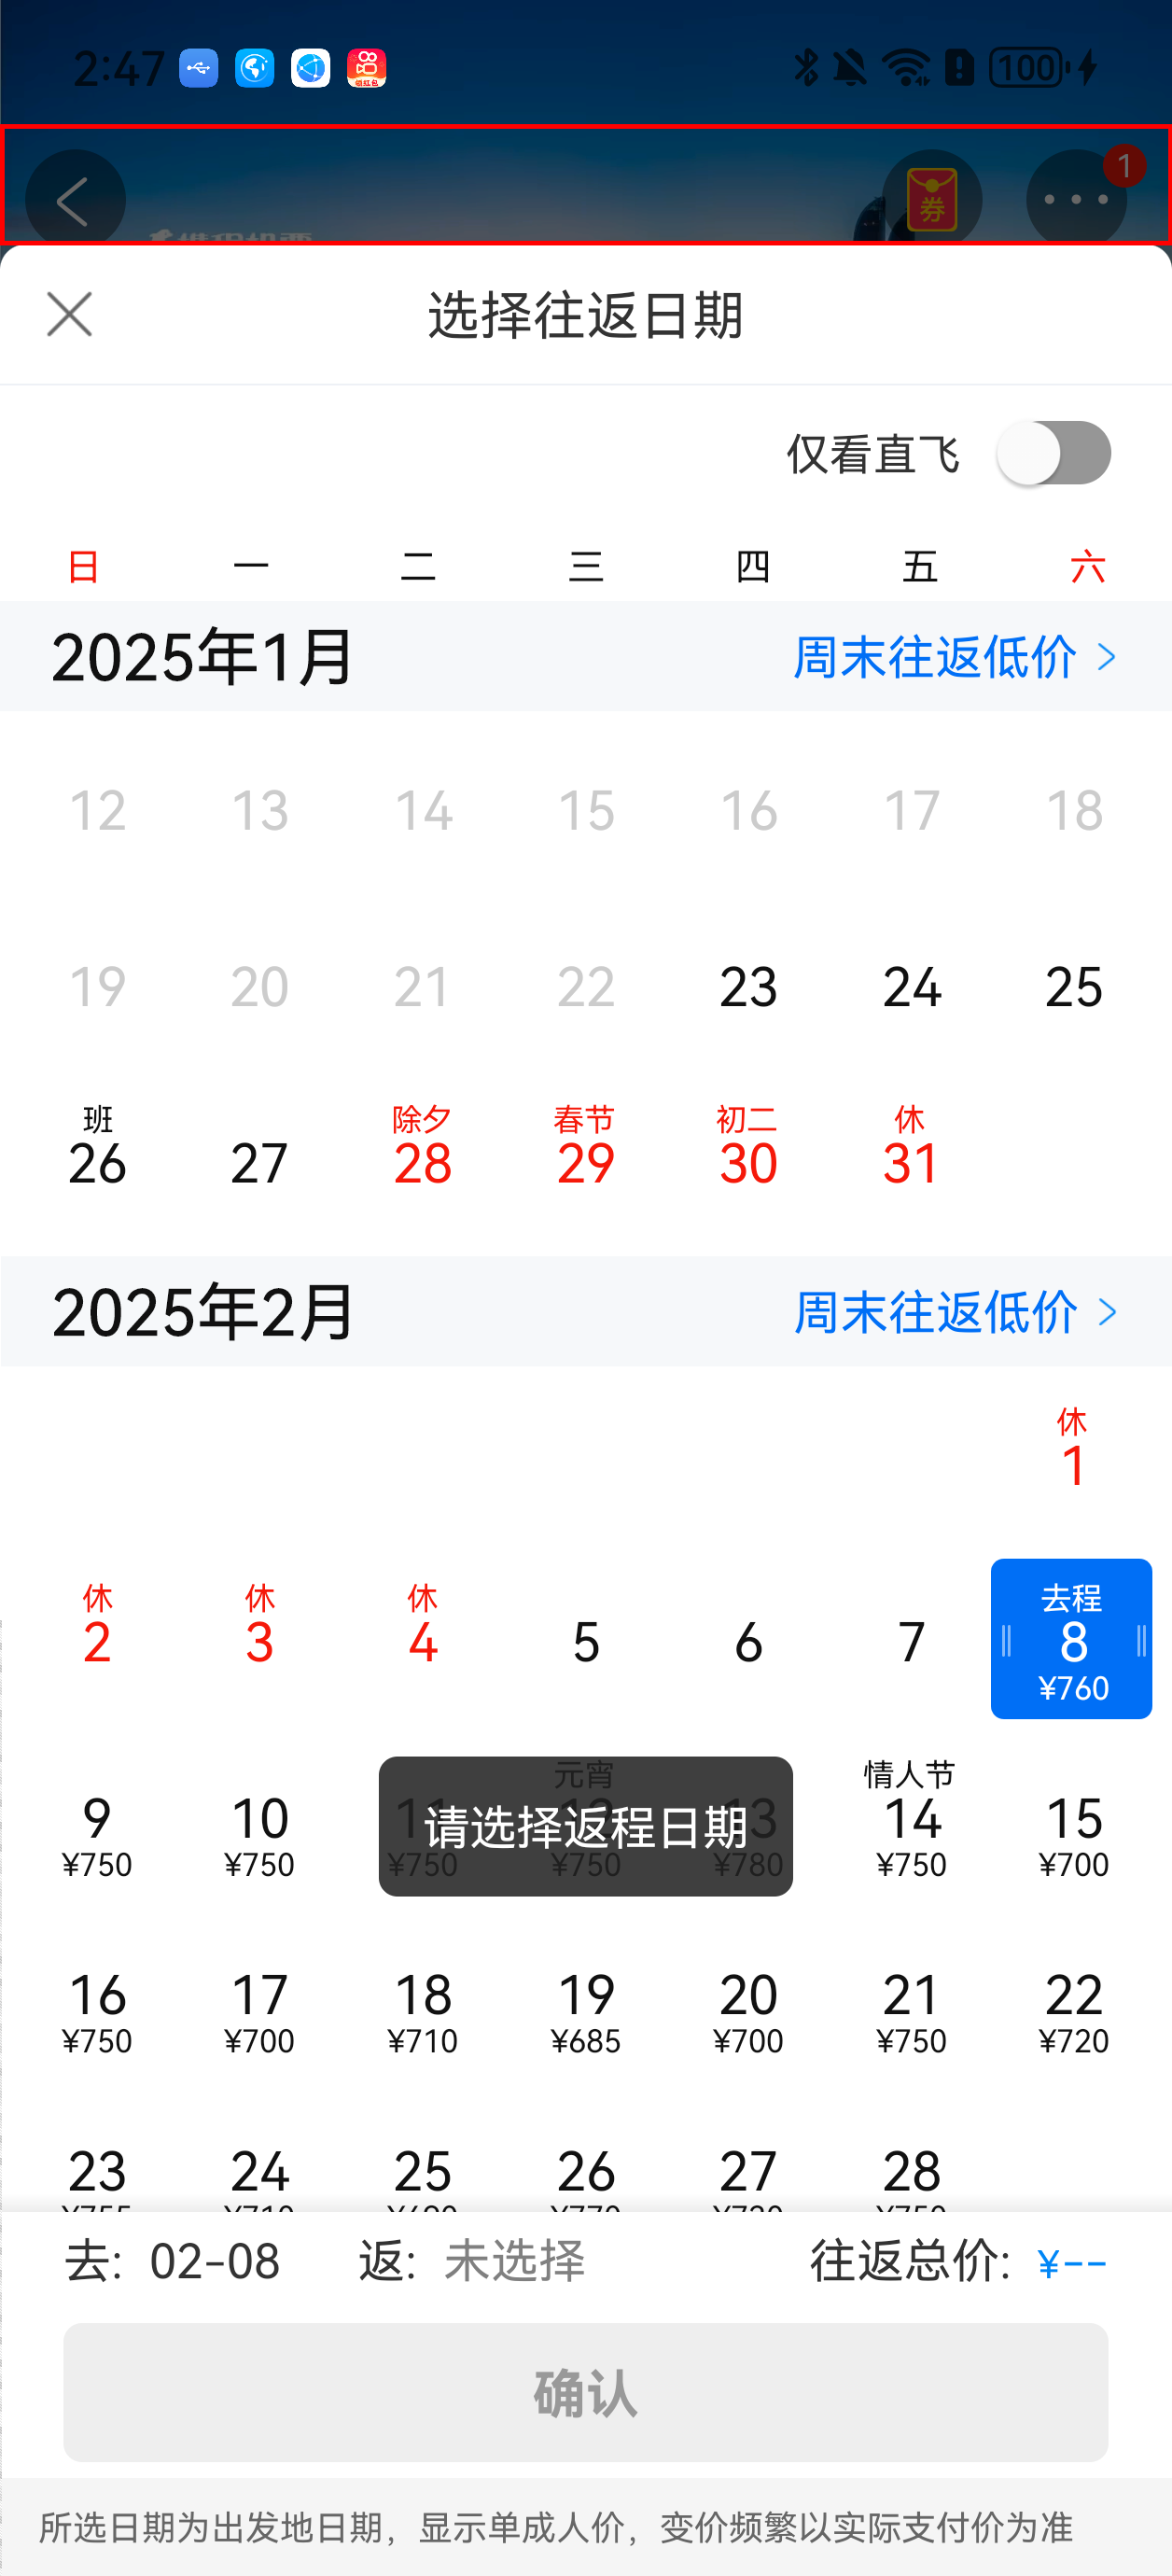 2:47 100
券 1
选择往返日期
仅看直飞
日 一 二 三 四 五 六
2025年1月 周末往返低价
12 13 14 15 16 17 18
19 20 21 22 23 24 25
班 除夕 春节 初二 休
26 27 28 29 30 31
2025年2月 周末往返低价
休
1
休 休 休 去程
2 3 4 5 6 7 8
¥760
元宵 情人节
9 10 11 12 13 14 15
请选择返程日期
¥750 ¥750 ¥750 ¥750 ¥780 ¥750 ¥700
16 17 18 19 20 21 22
¥750 ¥700 ¥710 ¥685 ¥700 ¥750 ¥720
23 24 25 26 27 28
去: 02-08 返: 未选择 往返总价: ¥--
确认
所选日期为出发地日期，显示单成人价，变价频繁以实际支付价为准